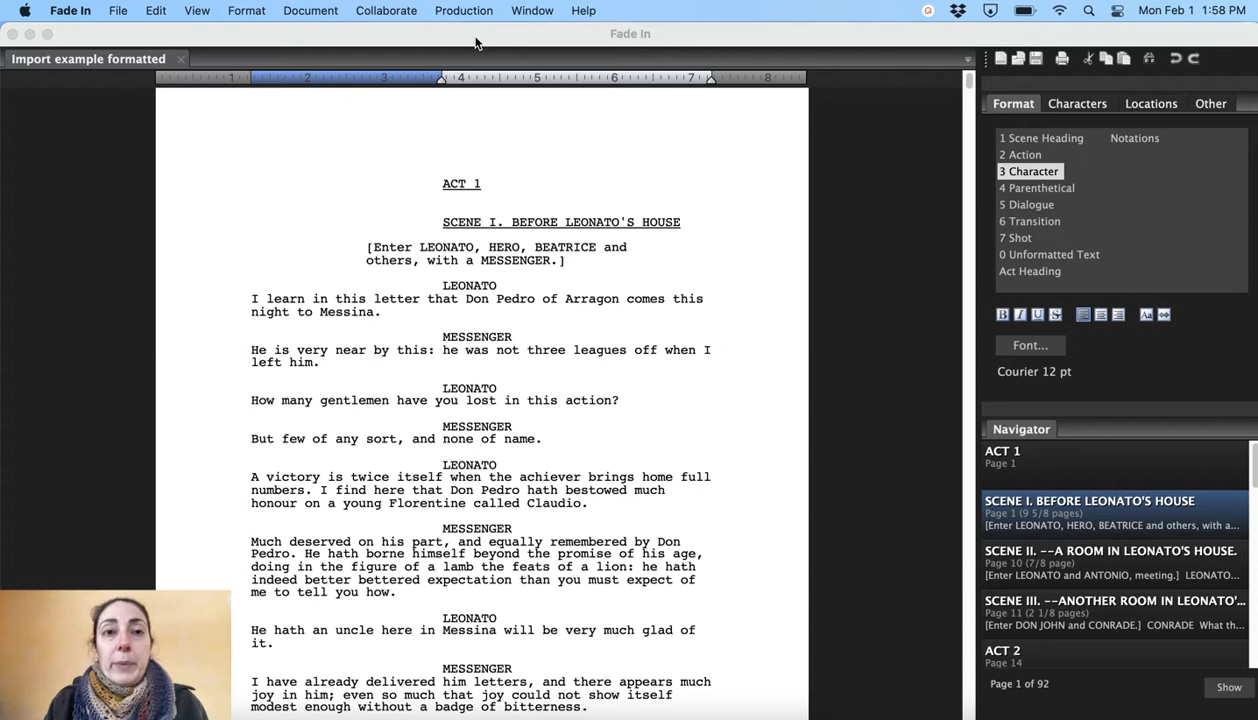 Fade In File Edit View Format Document Collaborate Production Window Help Mon Feb 1 1:58 PM
Fade In
Import example formatted
1 2 3 4 5 6 7 8
ACT 1
SCENE I. BEFORE LEONATO'S HOUSE
[Enter LEONATO, HERO, BEATRICE and
others, with a MESSENGER.]
LEONATO
I learn in this letter that Don Pedro of Arragon comes this
night to Messina.
MESSENGER
He is very near by this: he was not three leagues off when I
left him.
LEONATO
How many gentlemen have you lost in this action?
MESSENGER
But few of any sort, and none of name.
LEONATO
A victory is twice itself when the achiever brings home full
numbers. I find here that Don Pedro hath bestowed much
honour on a young Florentine called Claudio.
MESSENGER
Much deserved on his part, and equally remembered by Don
Pedro. He hath borne himself beyond the promise of his age,
doing in the figure of a lamb the feats of a lion: he hath
indeed better bettered expectation than you must expect of
me to tell you how.
LEONATO
He hath an uncle here in Messina will be very much glad of
it.
MESSENGER
I have already delivered him letters, and there appears much
joy in him; even so much that joy could not show itself
modest enough without a badge of bitterness.
Format Characters Locations Other
1 Scene Heading Notations
2 Action
3 Character
4 Parenthetical
5 Dialogue
6 Transition
7 Shot
0 Unformatted Text
Act Heading
B I U S Aa
Font...
Courier 12 pt
Navigator
ACT 1
Page 1
SCENE I. BEFORE LEONATO'S HOUSE
Page 1 (9 5/8 pages)
[Enter LEONATO, HERO, BEATRICE and others, with a...
SCENE II. --A ROOM IN LEONATO'S HOUSE.
Page 10 (7/8 page)
[Enter LEONATO and ANTONIO, meeting.] LEONATO...
SCENE III. --ANOTHER ROOM IN LEONATO'...
Page 11 (2 1/8 pages)
[Enter DON JOHN and CONRADE.] CONRADE What th...
ACT 2
Page 14
Page 1 of 92
Show